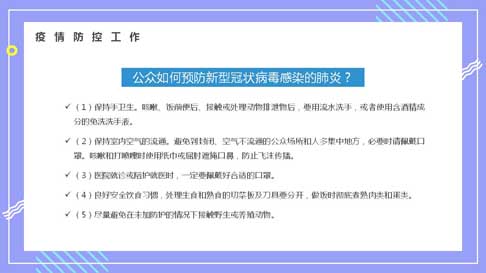 疫情防控工作
公众如何预防新型冠状病毒感染的肺炎？
✓（1）保持手卫生。咳嗽、饭前便后、接触或处理动物排泄物后，要用流水洗手，或者使用含酒精成
分的免洗洗手液。
✓（2）保持室内空气的流通。避免到封闭、空气不流通的公众场所和人多集中地方，必要时请佩戴口
罩。咳嗽和打喷嚏时使用纸巾或屈肘遮掩口鼻，防止飞沫传播。
✓（3）医院就诊或陪护就医时，一定要佩戴好合适的口罩。
✓（4）良好安全饮食习惯，处理生食和熟食的切菜板及刀具要分开，做饭时彻底煮熟肉类和蛋类。
✓（5）尽量避免在未加防护的情况下接触野生或养殖动物。